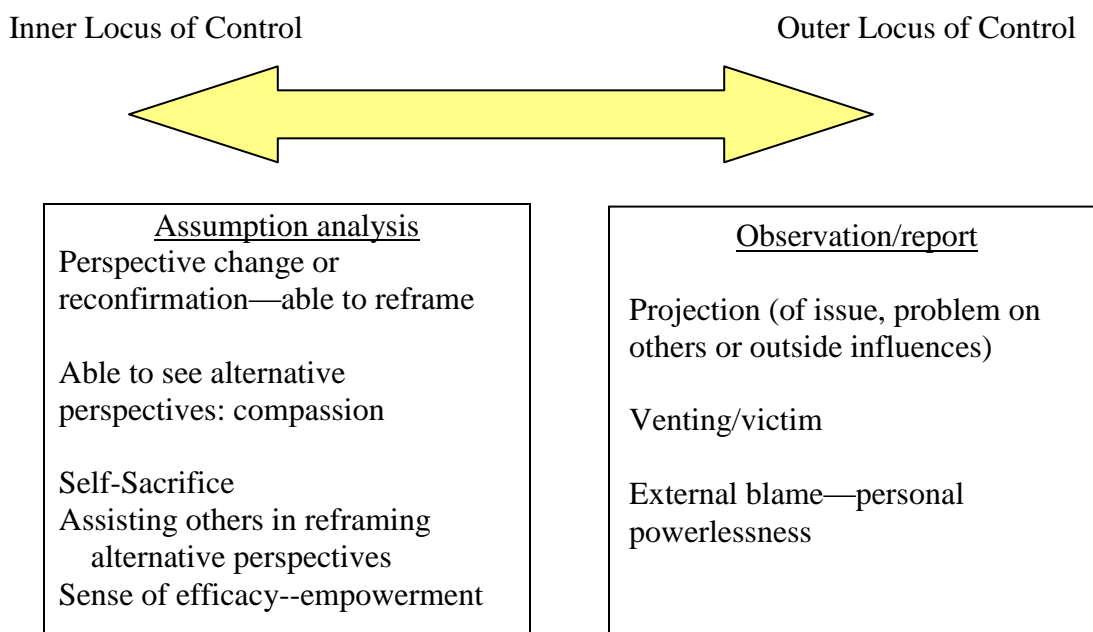 Inner Locus of Control
Outer Locus of Control
Assumption analysis
Perspective change or
reconfirmation—able to reframe
Able to see alternative
perspectives: compassion
Self-Sacrifice
Assisting others in reframing
alternative perspectives
Sense of efficacy--empowerment
Observation/report
Projection (of issue, problem on
others or outside influences)
Venting/victim
External blame—personal
powerlessness